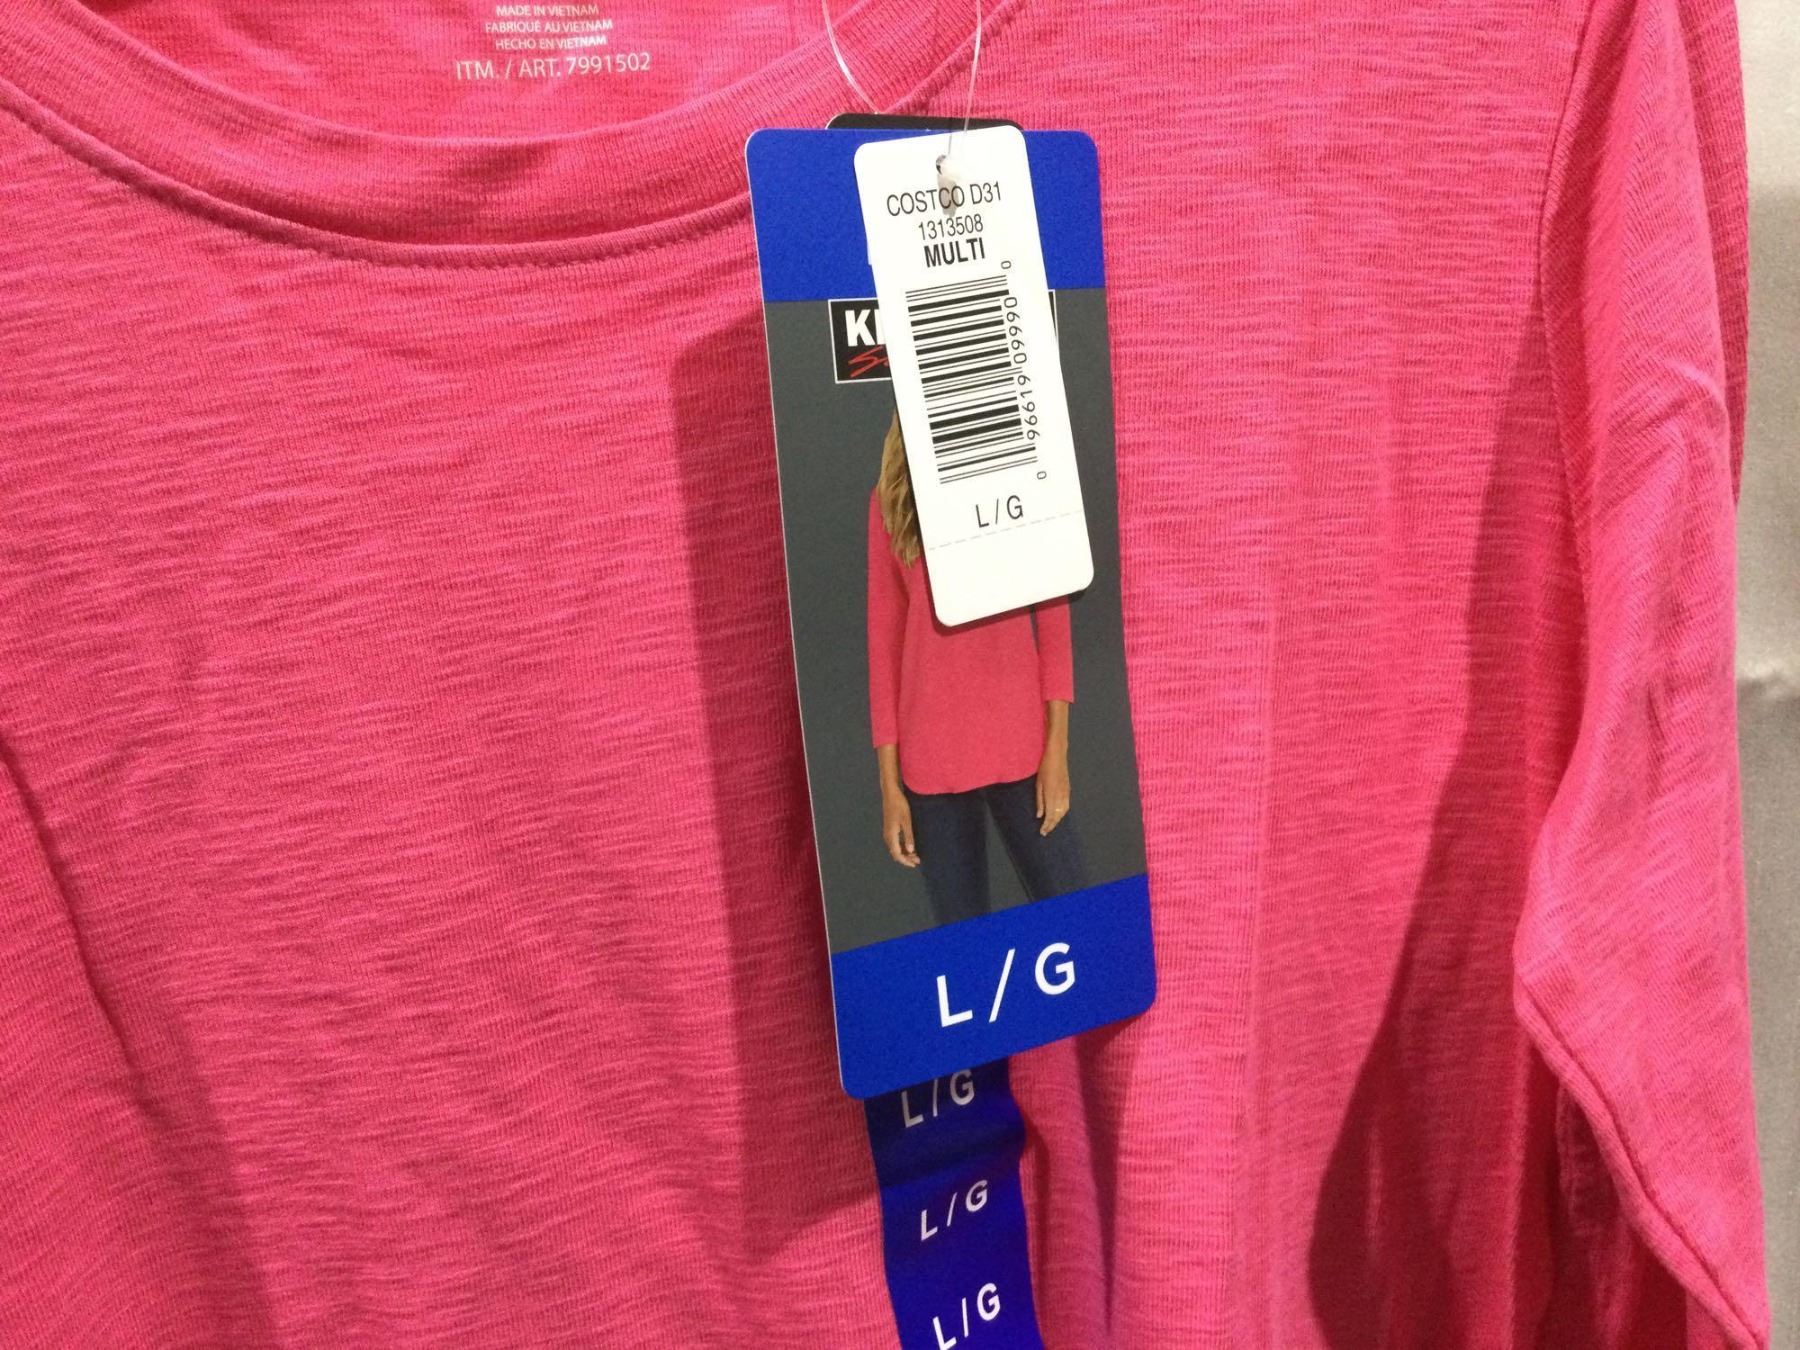 MADE IN VIETNAM
FABRIQUÉ AU VIETNAM
HECHO EN VIETNAM
ITM. / ART. 7991502
COSTCO D31
1313508
MULTI
0 96619 09990 0
L / G
KI
L / G
L / G
L / G
L / G